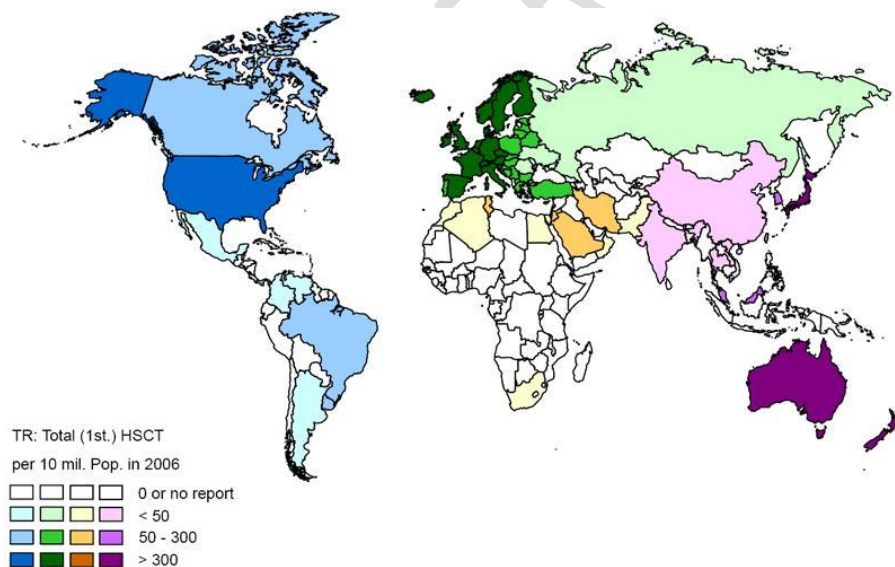 TR: Total (1st.) HSCT
per 10 mil. Pop. in 2006
0 or no report
< 50
50 - 300
> 300